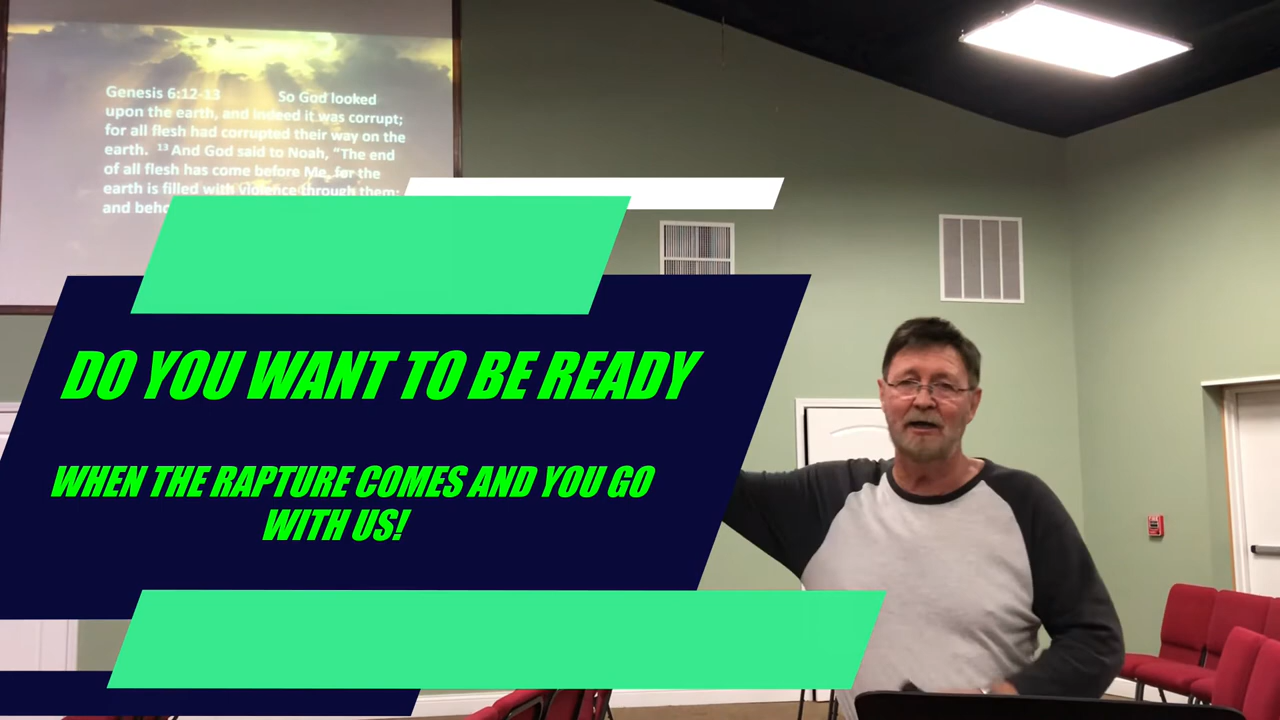 Genesis 6:12-13 So God looked
upon the earth, and indeed it was corrupt;
for all flesh had corrupted their way on the
earth. 13 And God said to Noah, "The end
of all flesh has come before Me, for the
earth is filled with violence through them;
and beho
DO YOU WANT TO BE READY
WHEN THE RAPTURE COMES AND YOU GO
WITH US!